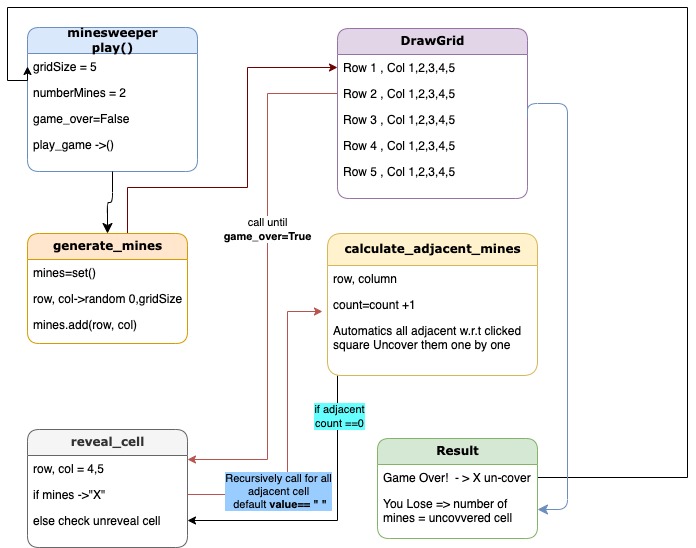 minesweeper
play()
gridSize = 5
numberMines = 2
game_over=False
play_game ->()
DrawGrid
Row 1 , Col 1,2,3,4,5
Row 2 , Col 1,2,3,4,5
Row 3 , Col 1,2,3,4,5
Row 4 , Col 1,2,3,4,5
Row 5 , Col 1,2,3,4,5
call until
game_over=True
generate_mines
mines=set()
row, col->random 0,gridSize
mines.add(row, col)
calculate_adjacent_mines
row, column
count=count +1
Automatics all adjacent w.r.t clicked
square Uncover them one by one
if adjacent
count ==0
reveal_cell
row, col = 4,5
if mines ->"X"
else check unreveal cell
Recursively call for all
adjacent cell
default value== " "
Result
Game Over!  - > X un-cover
You Lose => number of
mines = uncovvered cell